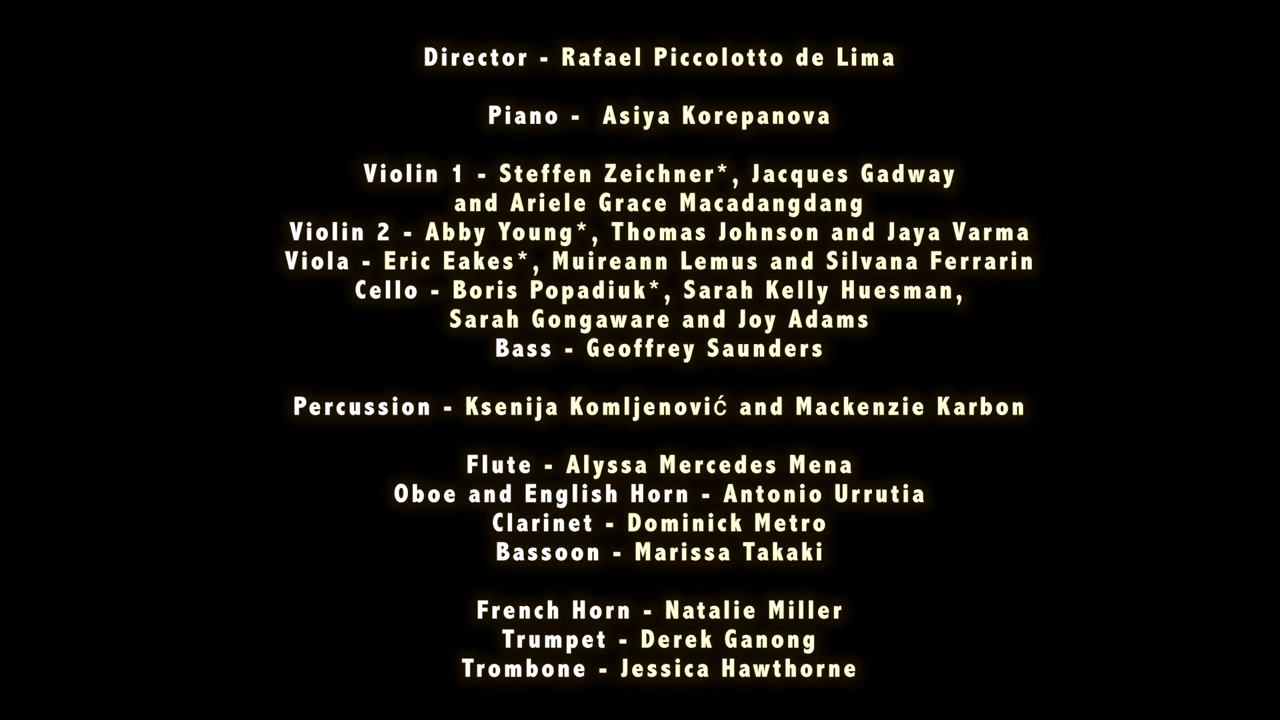 Director - Rafael Piccolotto de Lima
Piano - Asiya Korepanova
Violin 1 - Steffen Zeichner*, Jacques Gadway
and Ariele Grace Macadangdang
Violin 2 - Abby Young*, Thomas Johnson and Jaya Varma
Viola - Eric Eakes*, Muireann Lemus and Silvana Ferrarin
Cello - Boris Popadiuk*, Sarah Kelly Huesman,
Sarah Gongaware and Joy Adams
Bass - Geoffrey Saunders
Percussion - Ksenija Komljenović and Mackenzie Karbon
Flute - Alyssa Mercedes Mena
Oboe and English Horn - Antonio Urrutia
Clarinet - Dominick Metro
Bassoon - Marissa Takaki
French Horn - Natalie Miller
Trumpet - Derek Ganong
Trombone - Jessica Hawthorne